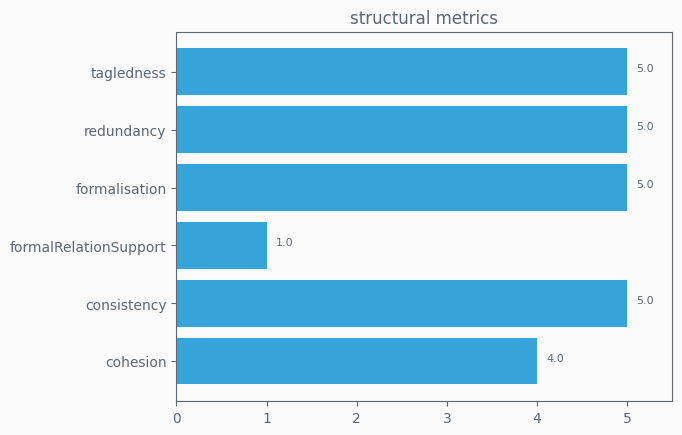 structural metrics
tagledness
5.0
redundancy
5.0
formalisation
5.0
formalRelationSupport
1.0
consistency
5.0
cohesion
4.0
0 1 2 3 4 5